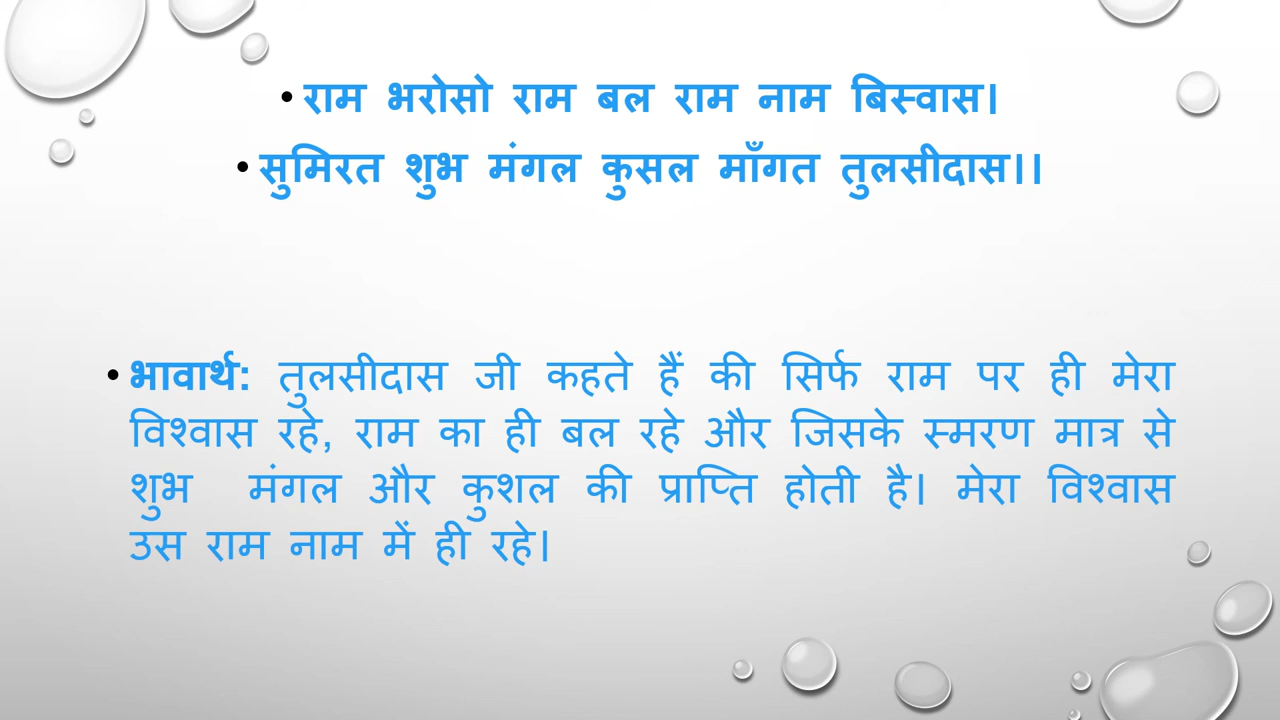 • राम भरोसो राम बल राम नाम बिस्वास।
• सुमिरत शुभ मंगल कुसल माँगत तुलसीदास।।
• भावार्थ: तुलसीदास जी कहते हैं की सिर्फ राम पर ही मेरा
विश्वास रहे, राम का ही बल रहे और जिसके स्मरण मात्र से
शुभ मंगल और कुशल की प्राप्ति होती है। मेरा विश्वास
उस राम नाम में ही रहे।